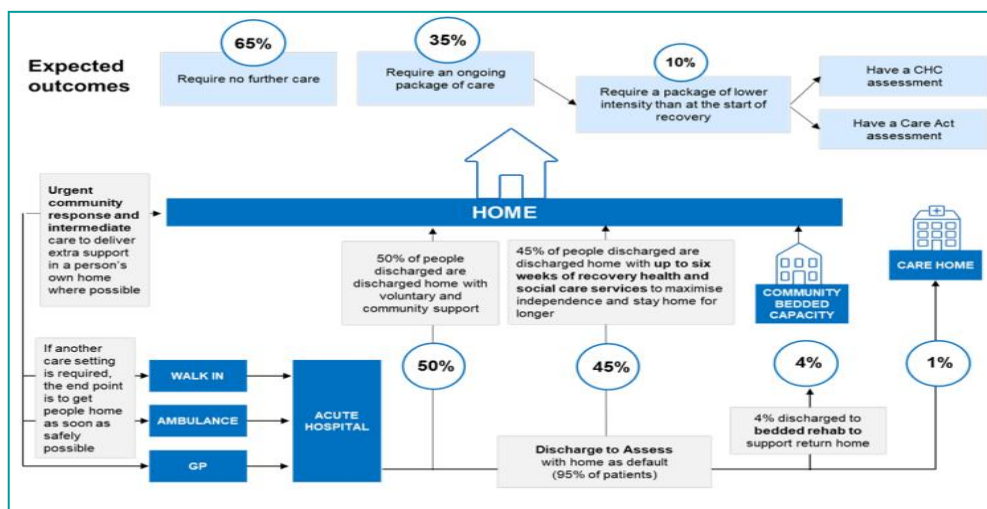 Expected
outcomes
65%
Require no further care
35%
Require an ongoing
package of care
10%
Require a package of lower
intensity than at the start of
recovery
Have a CHC
assessment
Have a Care Act
assessment
Urgent
community
response and
intermediate
care to deliver
extra support
in a person's
own home
where possible
HOME
50% of people
discharged are
discharged home with
voluntary and
community support
45% of people discharged are
discharged home with up to six
weeks of recovery health and
social care services to maximise
independence and stay home for
longer
COMMUNITY
BEDDED
CAPACITY
CARE HOME
If another
care setting
is required,
the end point
is to get
people home
as soon as
safely
possible
WALK IN
AMBULANCE
GP
ACUTE
HOSPITAL
50%
45%
4%
1%
Discharge to Assess
with home as default
(95% of patients)
4% discharged to
bedded rehab to
support return home